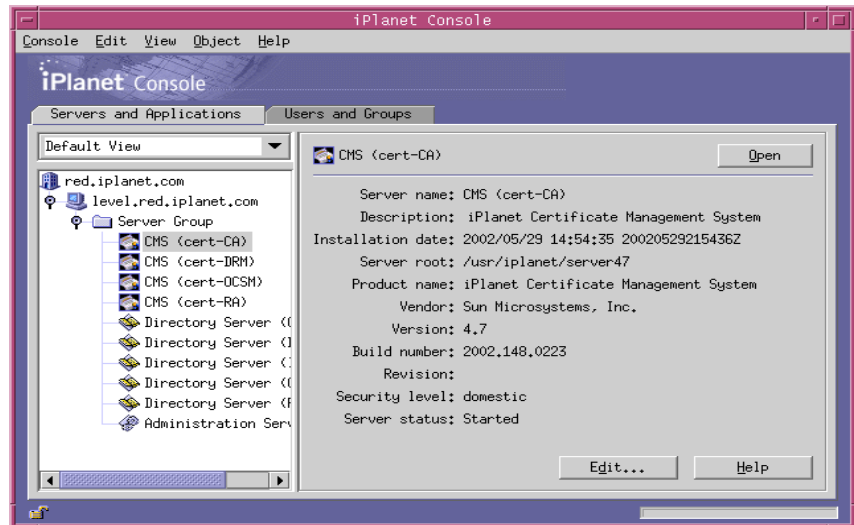 iPlanet Console
Console Edit View Object Help
iPlanet Console
Servers and Applications
Users and Groups
Default View
red.iplanet.com
level.red.iplanet.com
Server Group
CMS (cert-CA)
CMS (cert-DRM)
CMS (cert-OCSM)
CMS (cert-RA)
Directory Server (
Directory Server (
Directory Server (
Directory Server (
Directory Server (
Administration Serv
CMS (cert-CA)
Open
Server name: CMS (cert-CA)
Description: iPlanet Certificate Management System
Installation date: 2002/05/29 14:54:35 20020529215436Z
Server root: /usr/iplanet/server47
Product name: iPlanet Certificate Management System
Vendor: Sun Microsystems, Inc.
Version: 4.7
Build number: 2002.148.0223
Revision:
Security level: domestic
Server status: Started
Edit...
Help